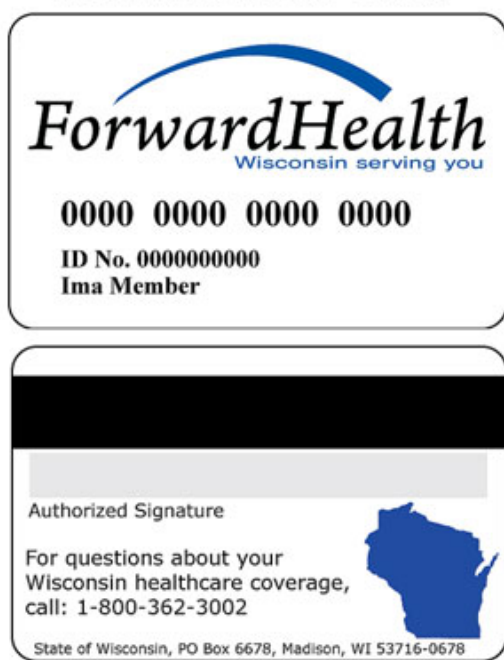 ForwardHealth
Wisconsin serving you
0000 0000 0000 0000
ID No. 0000000000
Ima Member
Authorized Signature
For questions about your
Wisconsin healthcare coverage,
call: 1-800-362-3002
State of Wisconsin, PO Box 6678, Madison, WI 53716-0678